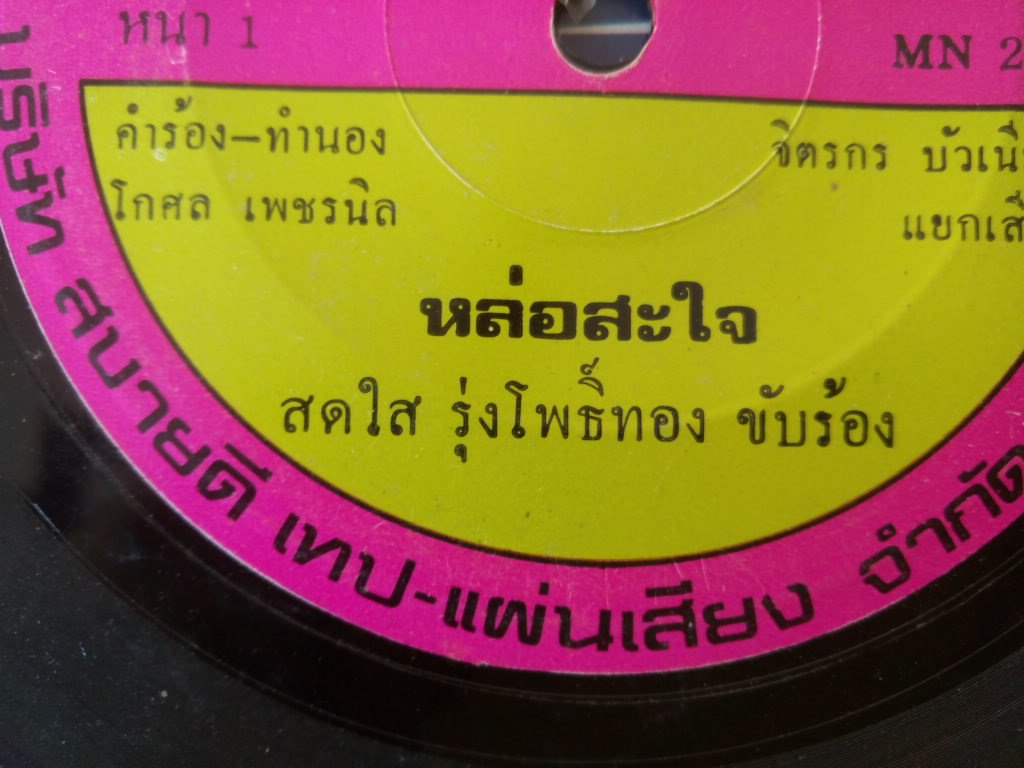 หนา 1
MN 2
คำร้อง–ทำนอง
โกศล เพชรนิล
จิตรกร
แยกเสี
หล่อสะใจ
สดใส รุ่งโพธิ์ทอง ขับร้อง
บริษัท สบายดี เทป-แผ่นเสียง จำกัด